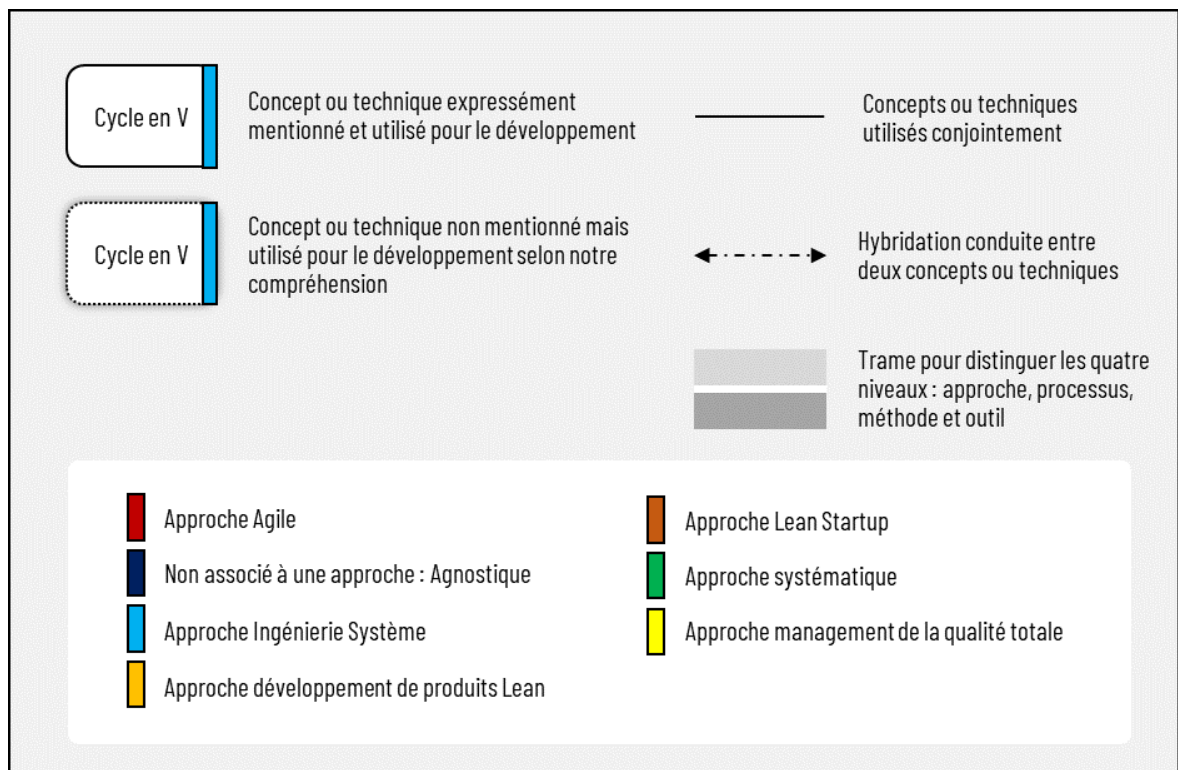 Cycle en V
Concept ou technique expressément
mentionné et utilisé pour le développement
Concepts ou techniques
utilisés conjointement
Cycle en V
Concept ou technique non mentionné mais
utilisé pour le développement selon notre
compréhension
Hybridation conduite entre
deux concepts ou techniques
Trame pour distinguer les quatre
niveaux : approche, processus,
méthode et outil
Approche Agile
Non associé à une approche : Agnostique
Approche Ingénierie Système
Approche développement de produits Lean
Approche Lean Startup
Approche systématique
Approche management de la qualité totale